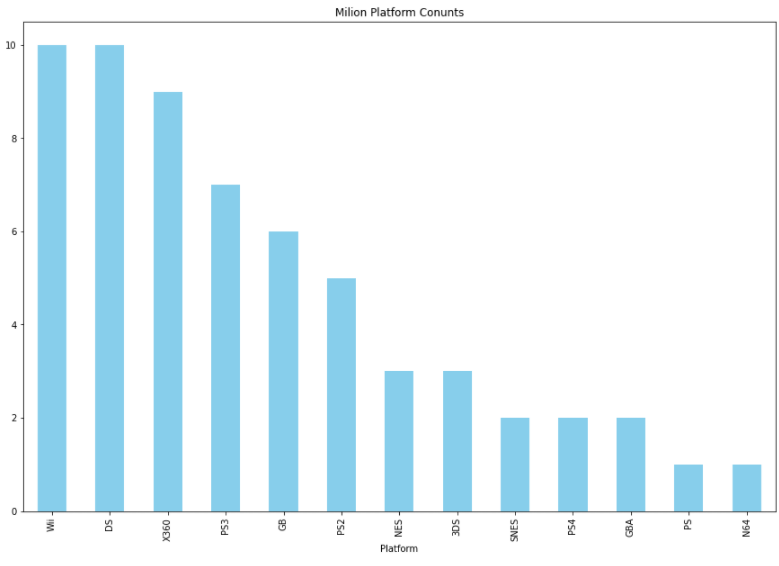 Milion Platform Conunts
10
8
6
4
2
0
Wii DS X360 PS3 GB PS2 NES 3DS SNES PS4 GBA PS N64
Platform